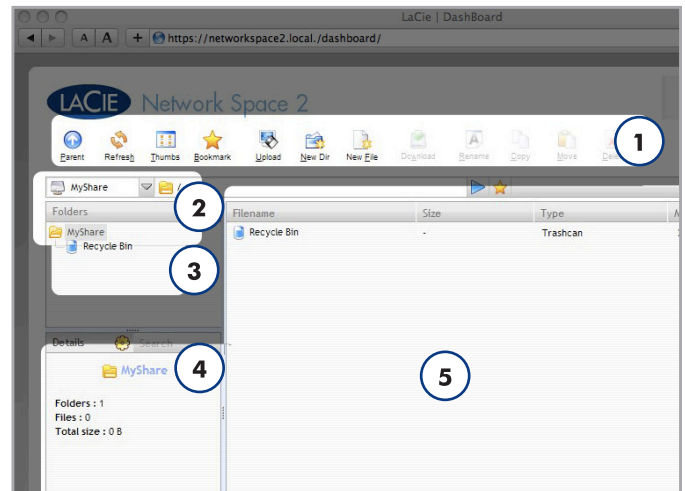 LaCie | DashBoard
A A + https://networkspace2.local./dashboard/
LACIE Network Space 2
Parent Refresh Thumbs Bookmark Upload New Dir New File Download Rename Copy Move 1
MyShare / 2
Folders
Filename Size Type
MyShare
Recycle Bin
Recycle Bin - Trashcan
3
Details Search
MyShare 4
5
Folders : 1
Files : 0
Total size : 0 B